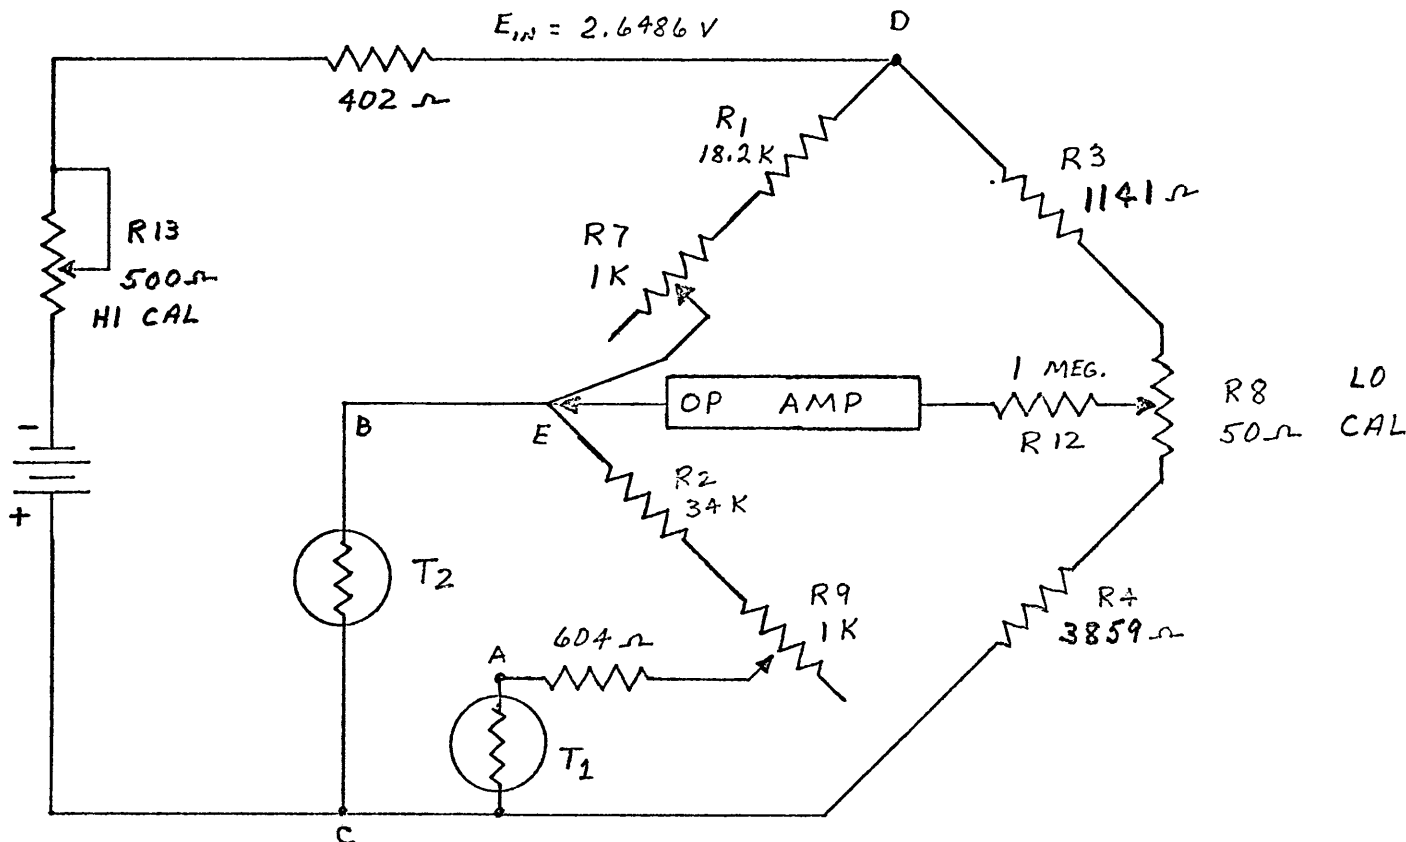 E_IN = 2.6486 V
D
402 Ω
R1
18.2K
R3
1141 Ω
R7
1K
R13
500Ω
HI CAL
1 MEG.
OP AMP
R12
R8
50Ω
LO
CAL
B
E
-
+
R2
34K
T2
R9
1K
R4
3859Ω
604 Ω
A
T1
C